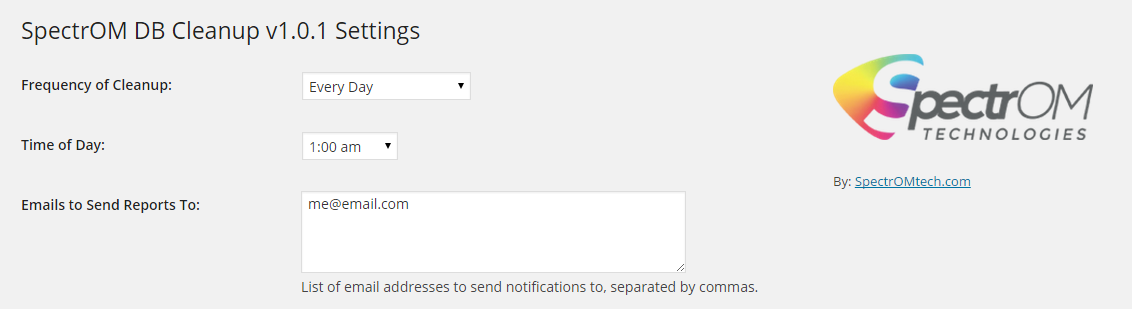 SpectrOM DB Cleanup v1.0.1 Settings
Frequency of Cleanup:
Every Day
Time of Day:
1:00 am
Emails to Send Reports To:
me@email.com
List of email addresses to send notifications to, separated by commas.
SpectrOM
TECHNOLOGIES
By: SpectrOMtech.com